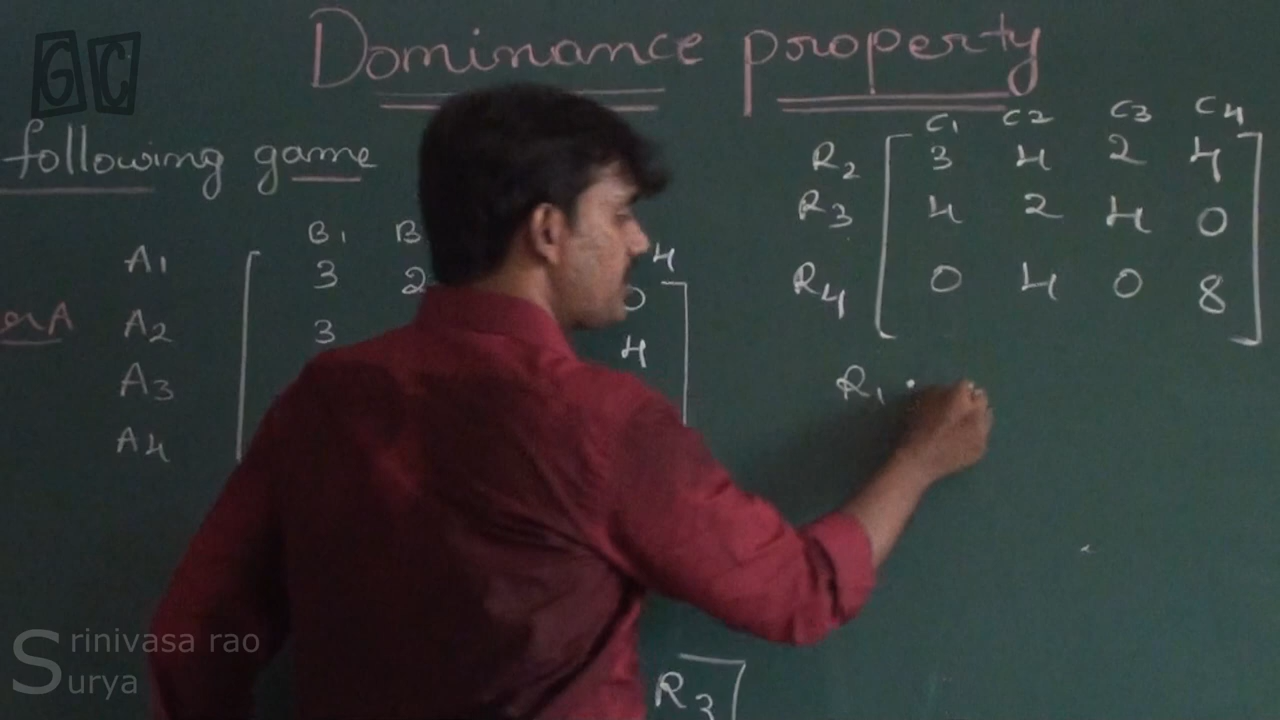 GC
Dominance property
following game
C1 C2 C3 C4
R2 3 4 2 4
R3 4 2 4 0
R4 0 4 0 8
B1 B 4
A1 3 2 0
erA
A2 3 4
A3
A4
R1
R3
Srinivasa rao
Surya